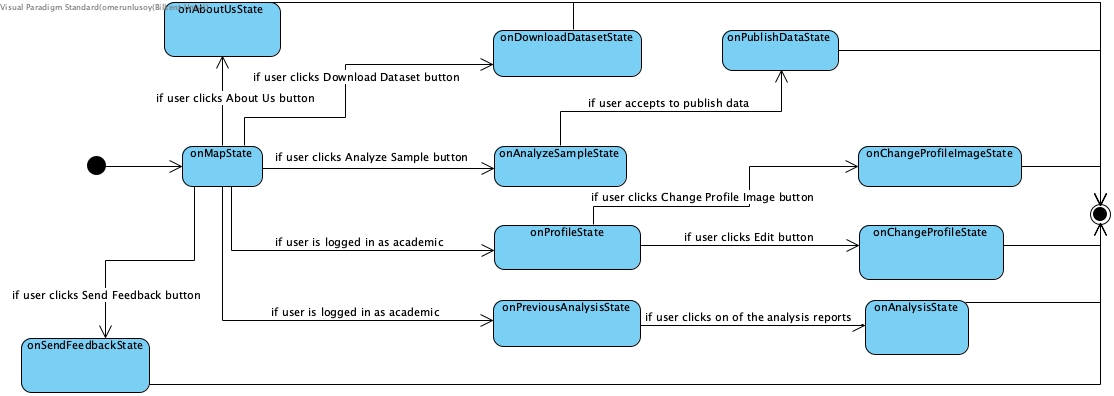 Visual Paradigm Standard(omerunlusoy(Bil
onAboutUsState
onDownloadDatasetState
onPublishDataState
if user clicks Download Dataset button
if user clicks About Us button
if user accepts to publish data
onMapState
if user clicks Analyze Sample button
onAnalyzeSampleState
onChangeProfileImageState
if user clicks Change Profile Image button
onProfileState
if user is logged in as academic
if user clicks Edit button
onChangeProfileState
if user clicks Send Feedback button
if user is logged in as academic
onPreviousAnalysisState
if user clicks on of the analysis reports
onAnalysisState
onSendFeedbackState